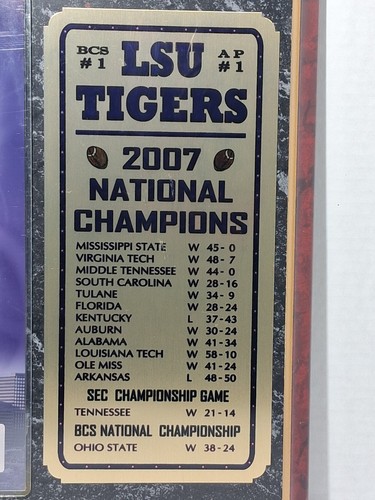 BCS LSU AP
#1 #1
TIGERS
2007
NATIONAL
CHAMPIONS
MISSISSIPPI STATE W 45-0
VIRGINIA TECH W 48-7
MIDDLE TENNESSEE W 44-0
SOUTH CAROLINA W 28-16
TULANE W 34-9
FLORIDA W 28-24
KENTUCKY L 37-43
AUBURN W 30-24
ALABAMA W 41-34
LOUISIANA TECH W 58-10
OLE MISS W 41-24
ARKANSAS L 48-50
SEC CHAMPIONSHIP GAME
TENNESSEE W 21-14
BCS NATIONAL CHAMPIONSHIP
OHIO STATE W 38-24